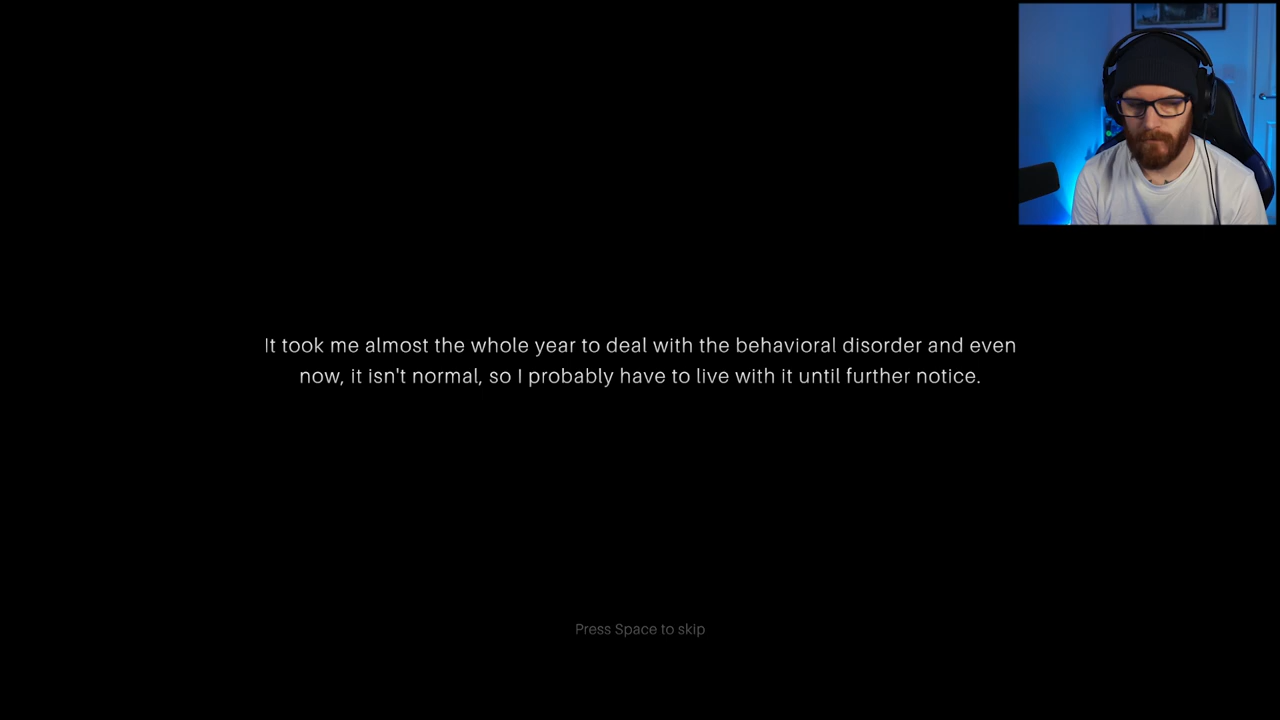 It took me almost the whole year to deal with the behavioral disorder and even
now, it isn't normal, so I probably have to live with it until further notice.
Press Space to skip